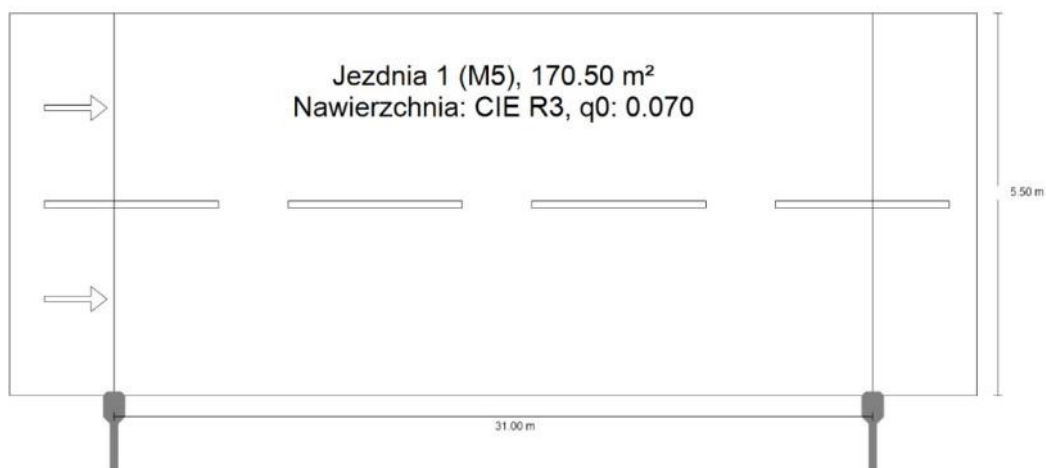 Jezdnia 1 (M5), 170.50 m²
Nawierzchnia: CIE R3, q0: 0.070
5.50 m
31.00 m